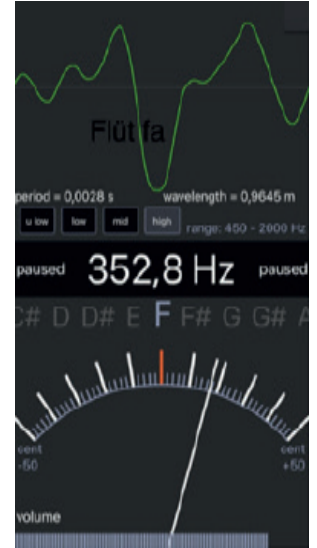 Flüt fa
period = 0,0028 s wavelength = 0,9645 m
u low low mid high range: 450 - 2000 Hz
paused 352,8 Hz paused
C# D D# E F F# G G# A
cent cent
-50 +50
volume